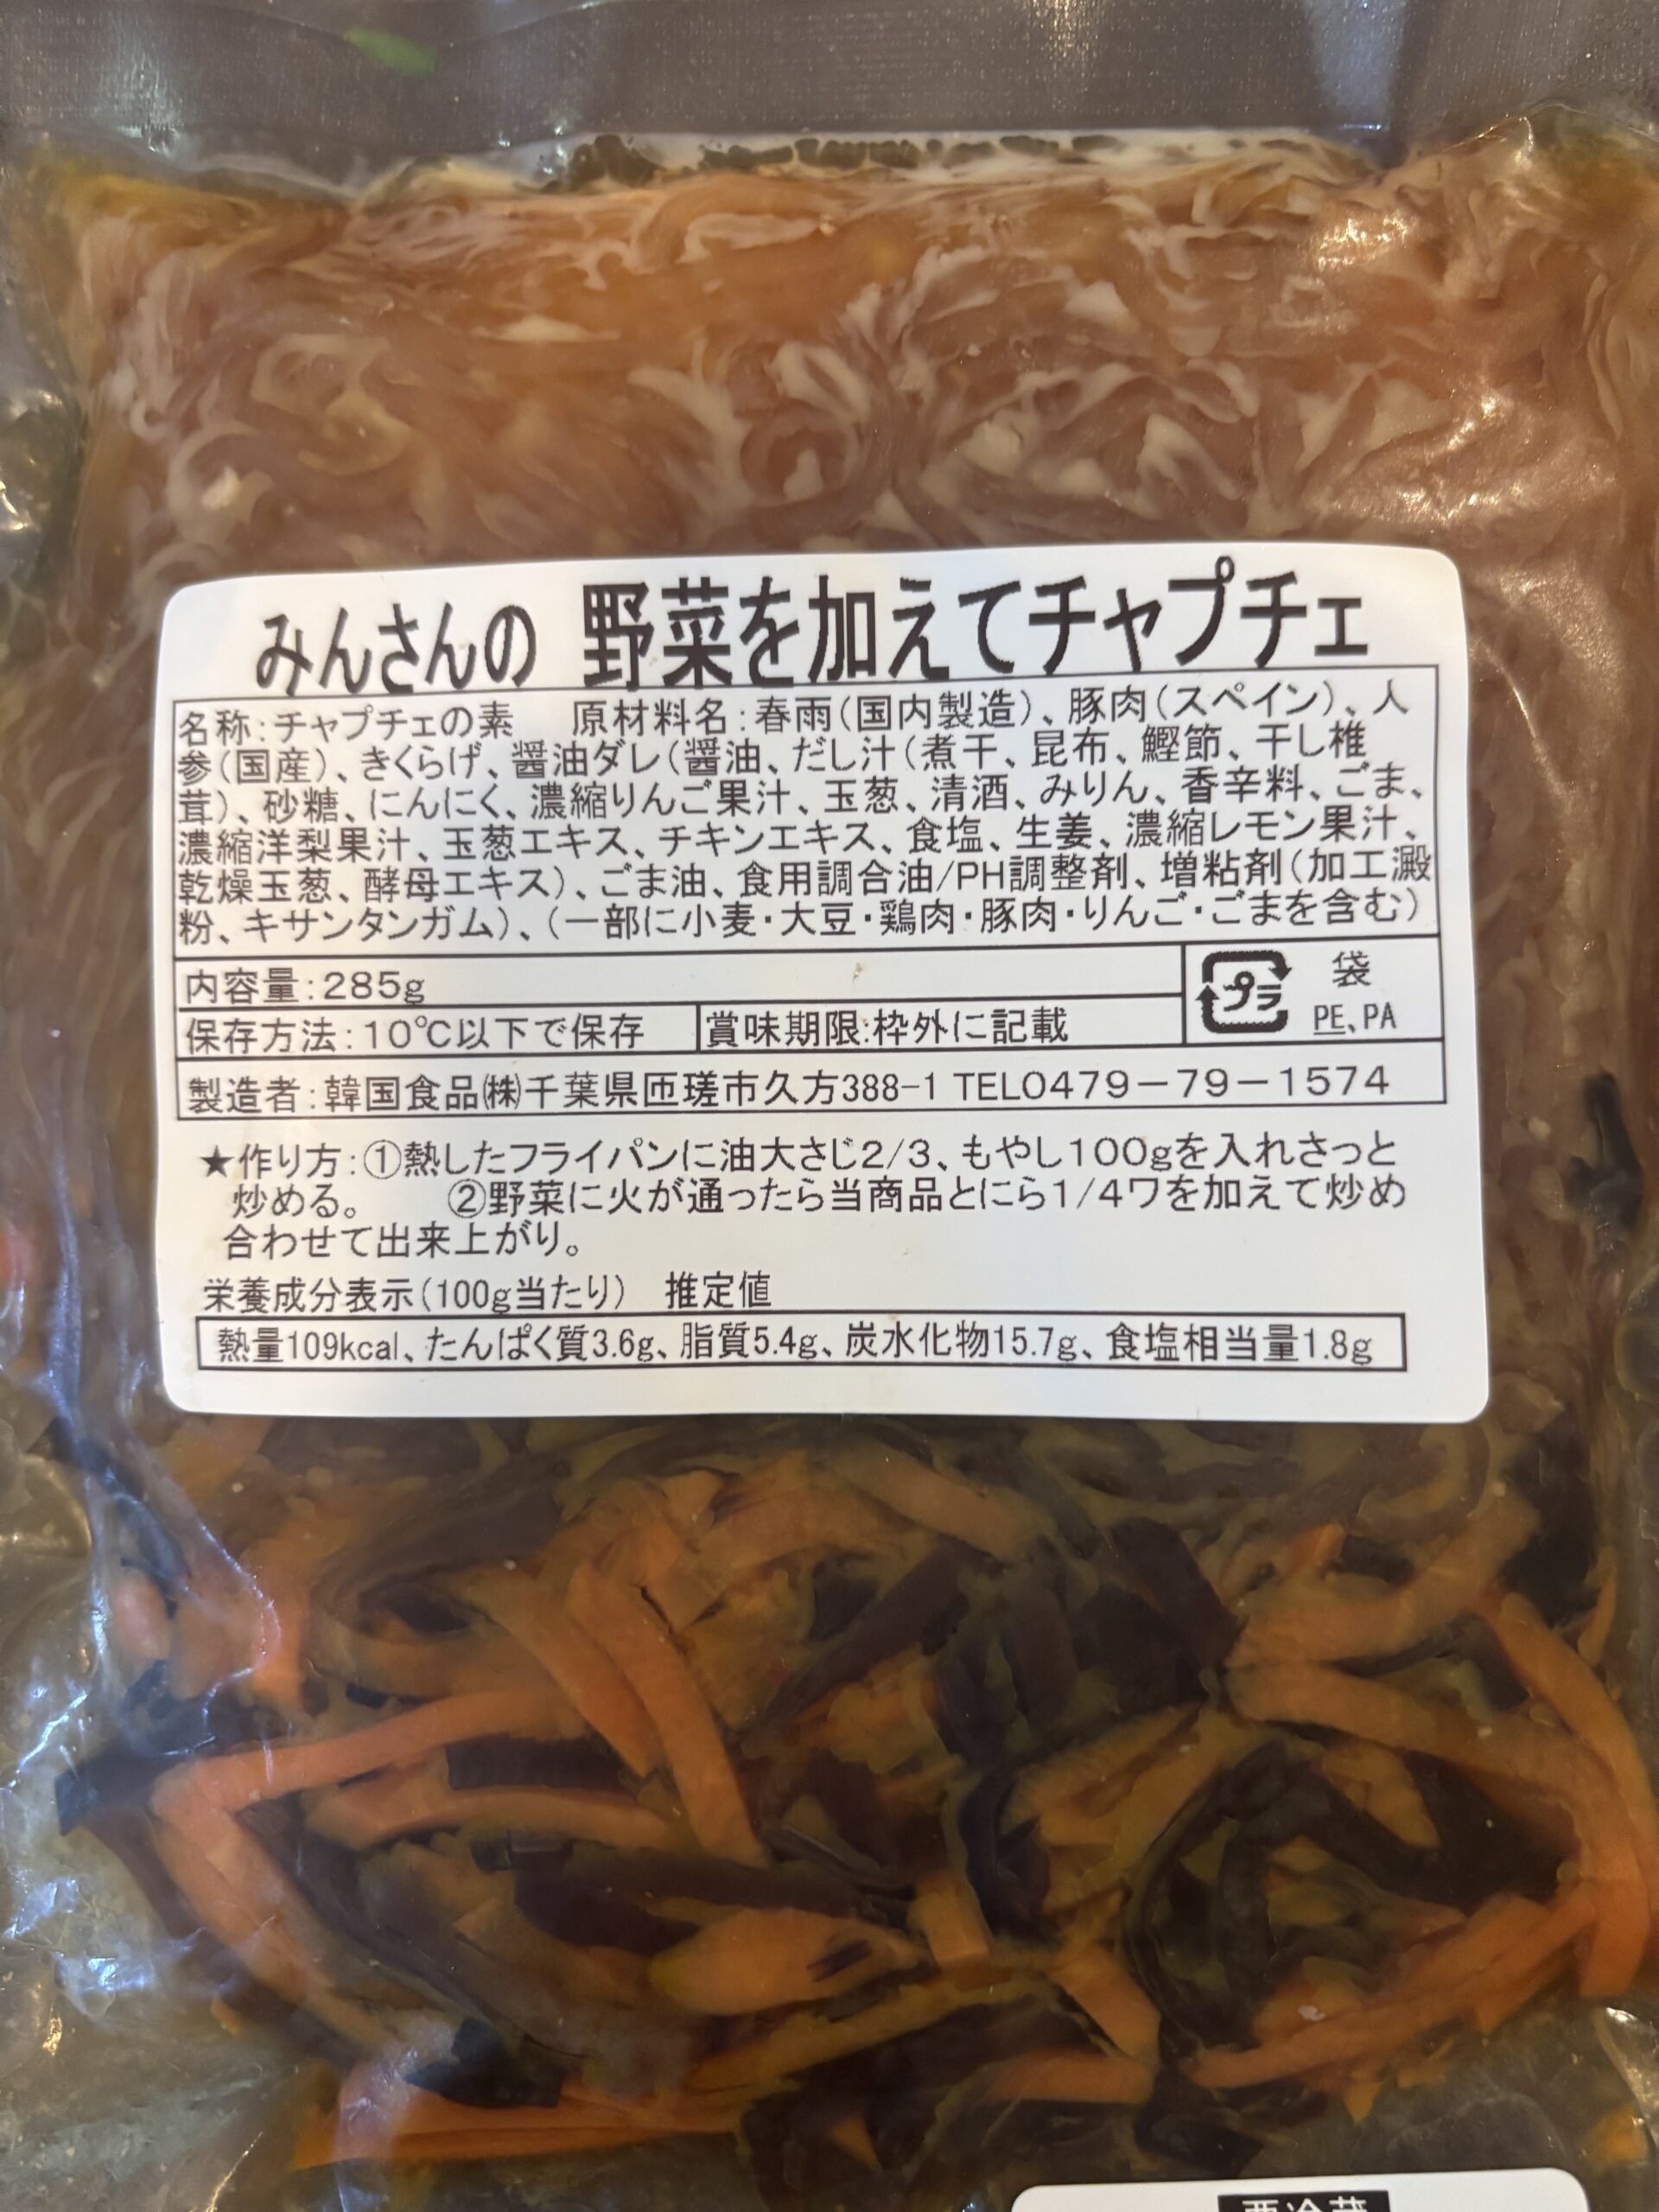 みんさんの 野菜を加えてチャプチェ
名称:チャプチェの素 原材料名:春雨(国内製造)、豚肉(スペイン)、人
参(国産)、きくらげ、醤油ダレ(醤油、だし汁(煮干、昆布、鰹節、干し椎
茸)、砂糖、にんにく、濃縮りんご果汁、玉葱、清酒、みりん、香辛料、ごま、
濃縮洋梨果汁、玉葱エキス、チキンエキス、食塩、生姜、濃縮レモン果汁、
乾燥玉葱、酵母エキス)、ごま油、食用調合油/PH調整剤、増粘剤(加工澱
粉、キサンタンガム)、(一部に小麦・大豆・鶏肉・豚肉・りんご・ごまを含む)
内容量:285g
プラ 袋
PE、PA
保存方法:10℃以下で保存 賞味期限:枠外に記載
製造者:韓国食品㈱千葉県匝瑳市久方388-1 TEL0479-79-1574
★作り方:①熱したフライパンに油大さじ2/3、もやし100gを入れさっと
炒める。 ②野菜に火が通ったら当商品とにら1/4ワを加えて炒め
合わせて出来上がり。
栄養成分表示(100g当たり) 推定値
熱量109kcal、たんぱく質3.6g、脂質5.4g、炭水化物15.7g、食塩相当量1.8g
要冷蔵